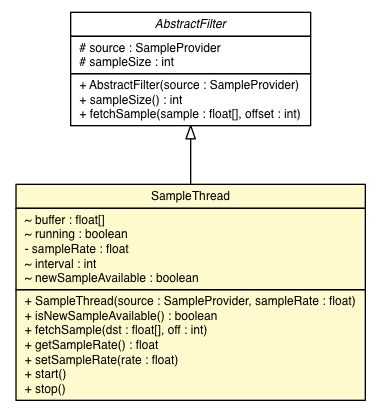 AbstractFilter
# source : SampleProvider
# sampleSize : int
+ AbstractFilter(source : SampleProvider)
+ sampleSize() : int
+ fetchSample(sample : float[], offset : int)
SampleThread
~ buffer : float[]
~ running : boolean
- sampleRate : float
~ interval : int
~ newSampleAvailable : boolean
+ SampleThread(source : SampleProvider, sampleRate : float)
+ isNewSampleAvailable() : boolean
+ fetchSample(dst : float[], off : int)
+ getSampleRate() : float
+ setSampleRate(rate : float)
+ start()
+ stop()